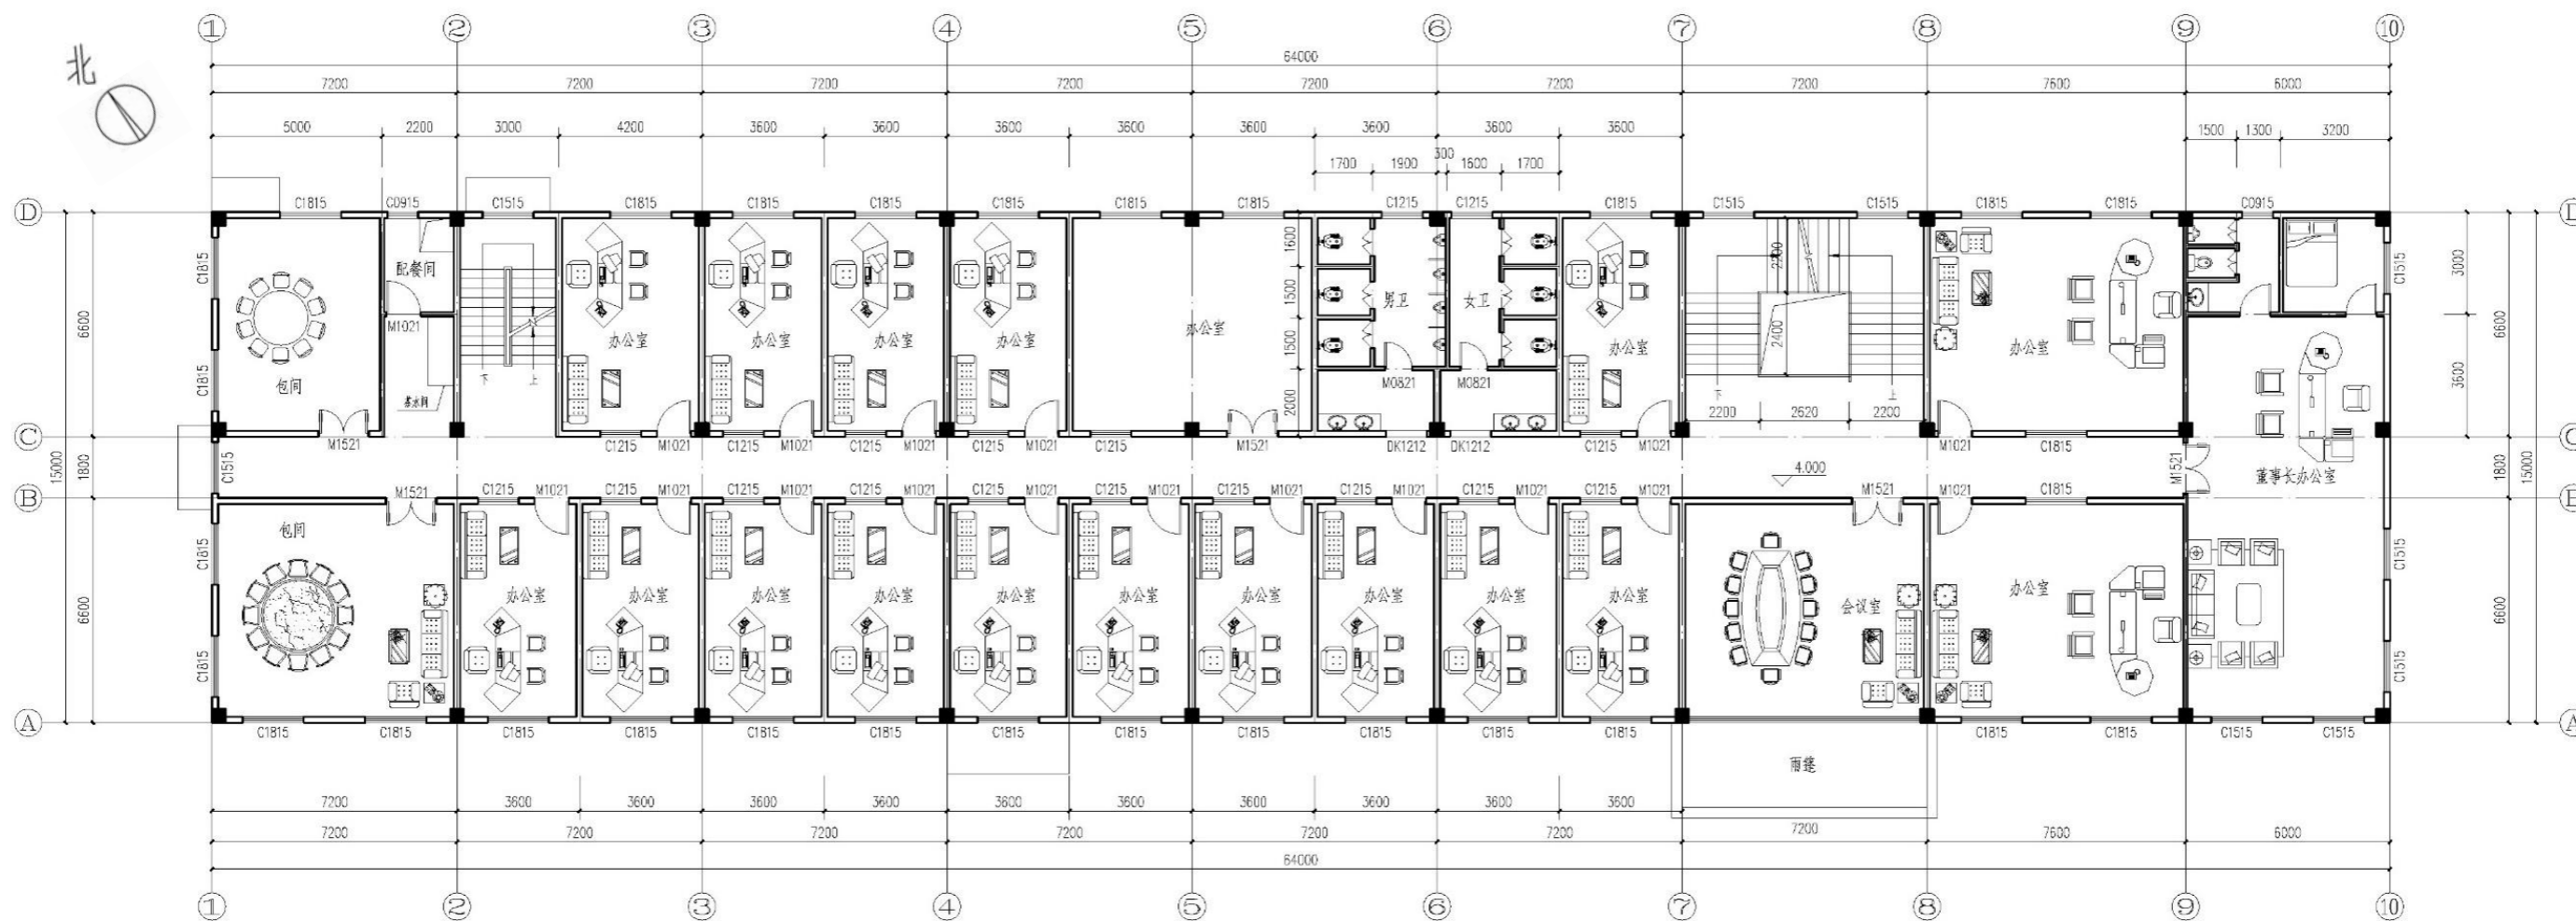 ① ② ③ ④ ⑤ ⑥ ⑦ ⑧ ⑨ ⑩
北
64000
7200 7200 7200 7200 7200 7200 7200 7600 6000
5000 2200 3000 4200 3600 3600 3600 3600 3600 3600 3600 3600 1500 1300 3200
1700 1900 300 1600 1700
C1815 C0915 C1515 C1815 C1815 C1815 C1815 C1815 C1815 C1215 C1215 C1815 C1515 C1515 C1815 C1815 C0915
D D
1600 2200
C1815 配餐间 3000 C1515
1500 男卫 女卫
M1021
6600 办公室 办公室 办公室 办公室 办公室 办公室 办公室 6600
1500 2400
C1815 包间 下 上 M0821 M0821 下 上 3600
2000 2200 2620 2200
M1521 C1215 M1021 C1215 M1021 C1215 M1021 C1215 M1021 C1215 M1521 DK1212 DK1212 C1215 M1021 M1021 C1815
C C
15000 1800 C1515 4.000 M1521 董事长办公室 1800 15000
M1521 C1215 M1021 C1215 M1021 C1215 M1021 C1215 M1021 C1215 M1021 C1215 M1021 C1215 M1021 C1215 M1021 C1215 M1021 C1215 M1021 M1521 M1021 C1815
B B
包间
C1815 C1515
6600 办公室 办公室 办公室 办公室 办公室 办公室 办公室 办公室 办公室 办公室 会议室 办公室 6600
C1815 C1515
A A
C1815 C1815 C1815 C1815 C1815 C1815 C1815 C1815 C1815 C1815 C1815 C1815 C1815 C1815 C1515 C1515
雨篷
7200 3600 3600 3600 3600 3600 3600 3600 3600 3600 3600
7200 7200 7200 7200 7200 7200 7200 7600 6000
64000
① ② ③ ④ ⑤ ⑥ ⑦ ⑧ ⑨ ⑩